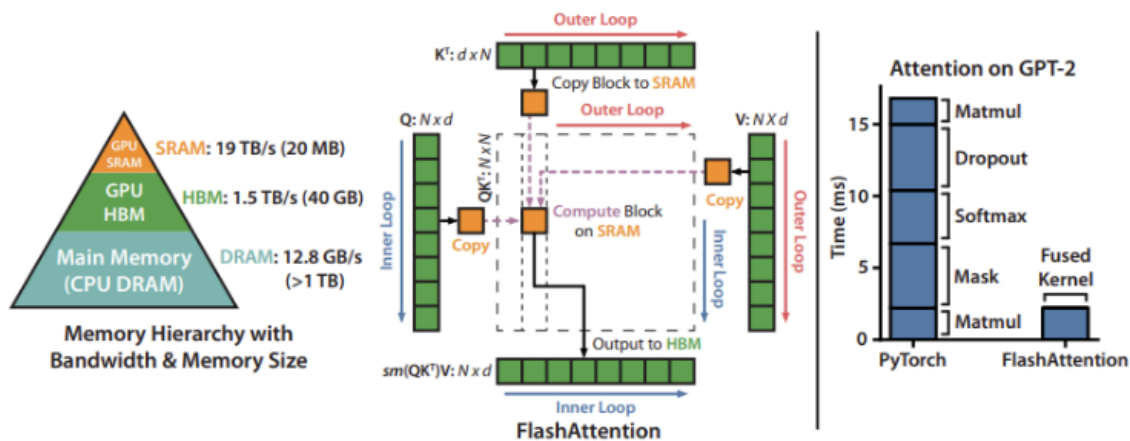 GPU
SRAM
GPU
HBM
Main Memory
(CPU DRAM)
SRAM: 19 TB/s (20 MB)
HBM: 1.5 TB/s (40 GB)
DRAM: 12.8 GB/s
(>1 TB)
Memory Hierarchy with
Bandwidth & Memory Size
Outer Loop
Kᵀ: d x N
Copy Block to SRAM
Outer Loop
Q: N x d
V: N X d
QKᵀ: N x N
Inner Loop
Copy
Compute Block
on SRAM
Copy
Inner Loop
Outer Loop
Output to HBM
sm(QKᵀ)V: N x d
Inner Loop
FlashAttention
Attention on GPT-2
Time (ms)
15
10
5
0
Matmul
Dropout
Softmax
Mask
Matmul
Fused
Kernel
PyTorch
FlashAttention